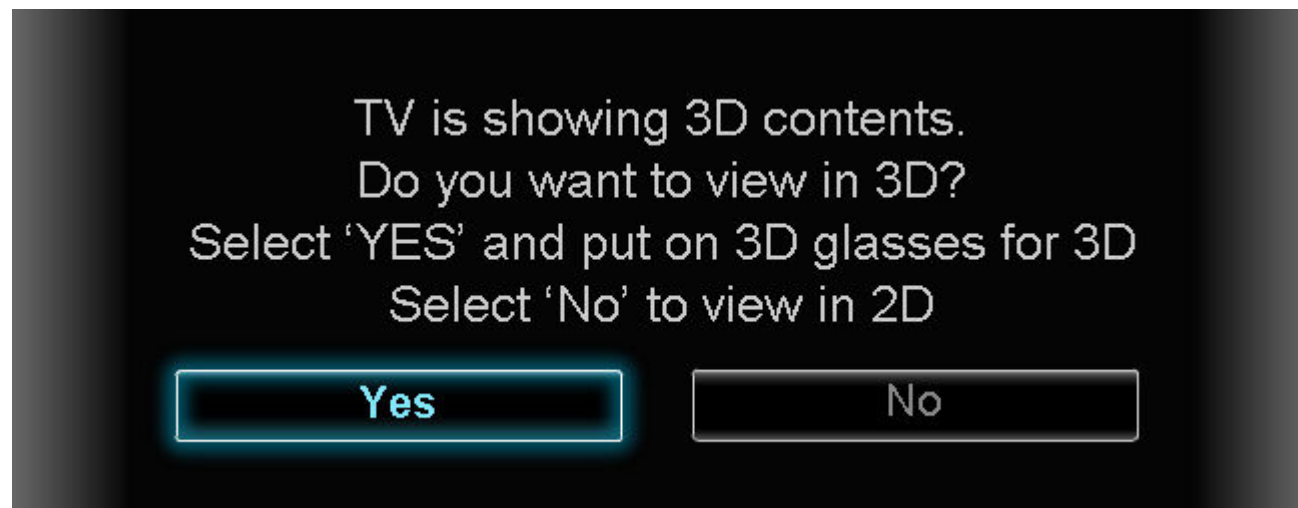 TV is showing 3D contents.
Do you want to view in 3D?
Select ‘YES’ and put on 3D glasses for 3D
Select ‘No’ to view in 2D
Yes
No